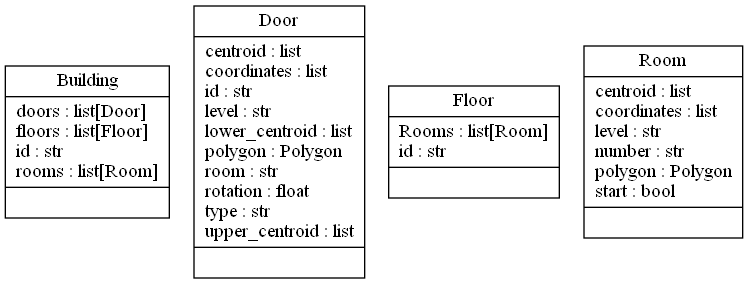 Building
doors : list[Door]
floors : list[Floor]
id : str
rooms : list[Room]
Door
centroid : list
coordinates : list
id : str
level : str
lower_centroid : list
polygon : Polygon
room : str
rotation : float
type : str
upper_centroid : list
Floor
Rooms : list[Room]
id : str
Room
centroid : list
coordinates : list
level : str
number : str
polygon : Polygon
start : bool